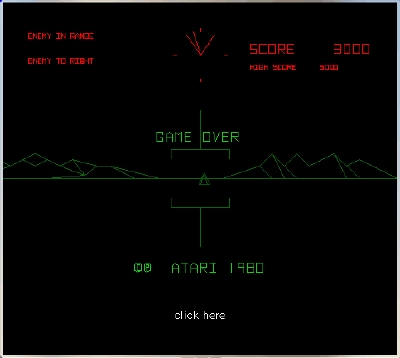 ENEMY IN RANGE
SCORE 3000
ENEMY TO RIGHT
HIGH SCORE 5000
GAME OVER
©® ATARI 1980
click here